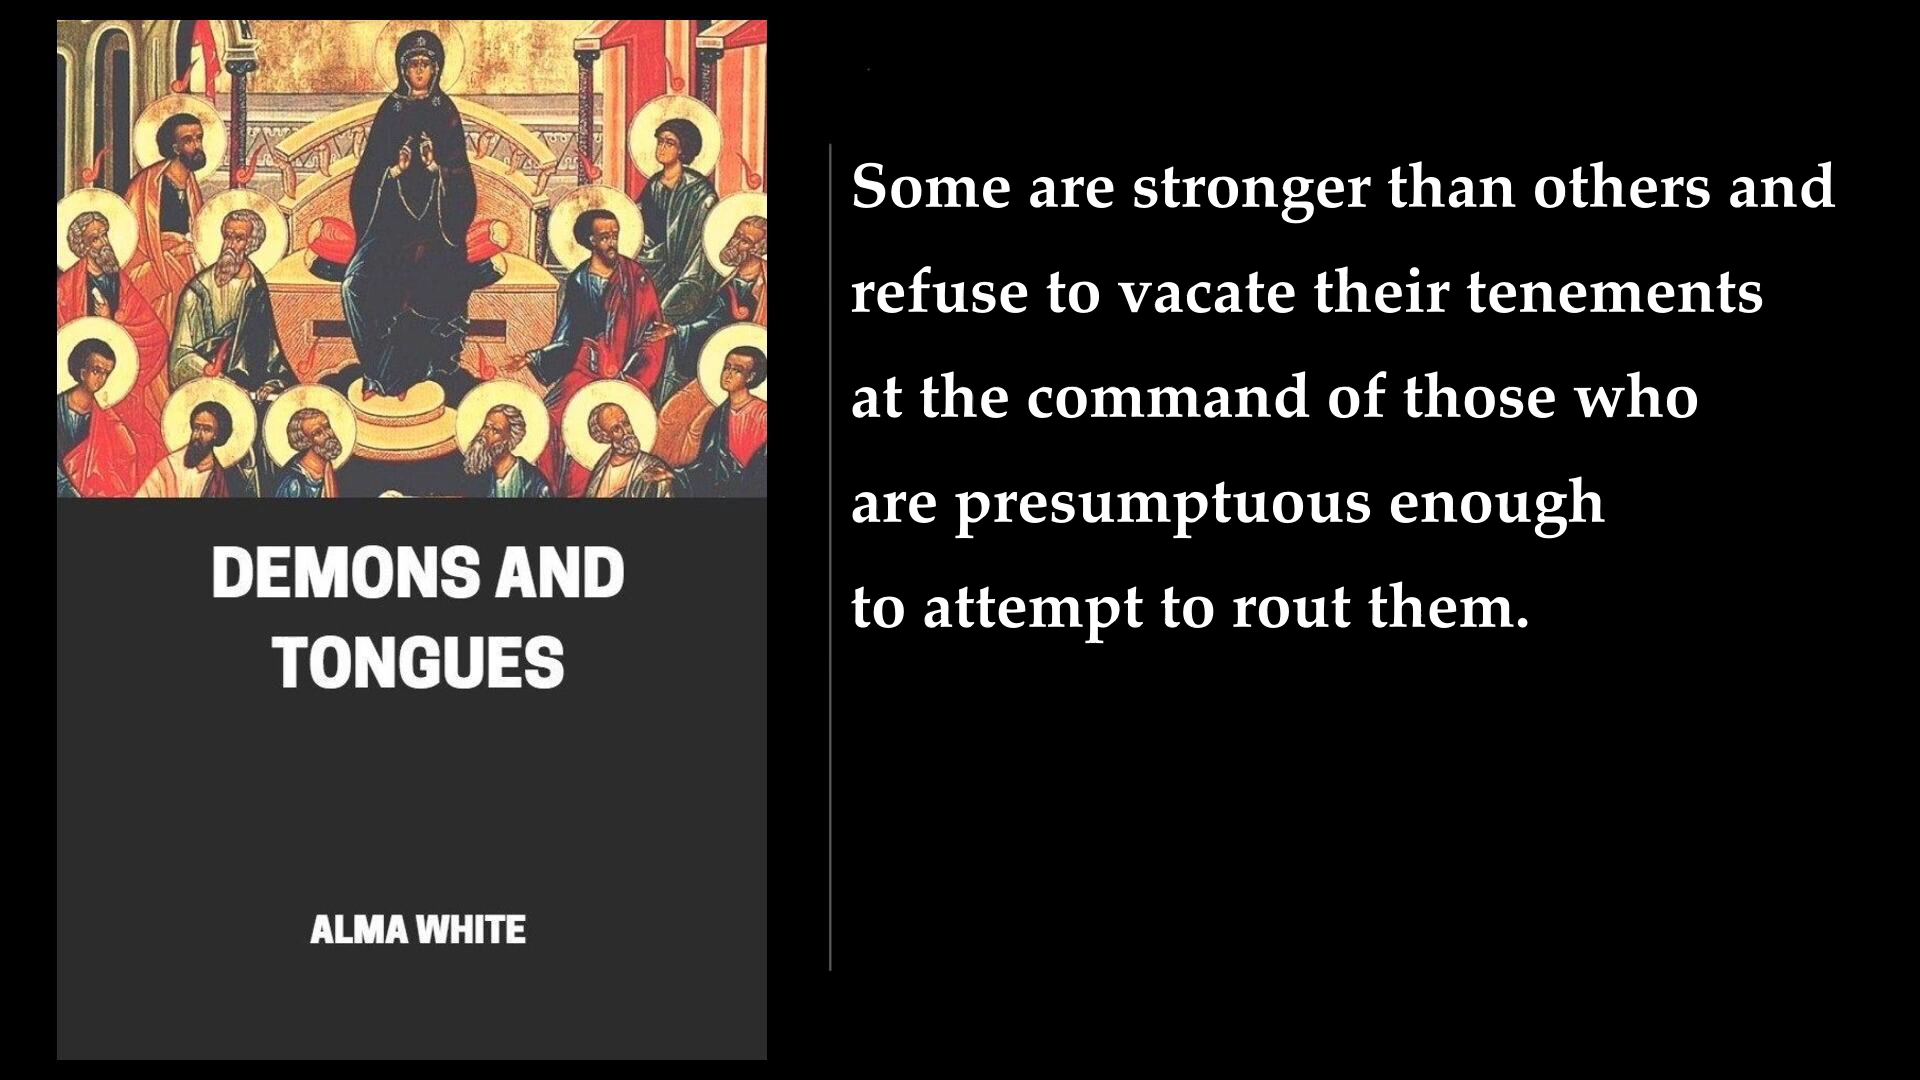 DEMONS AND
TONGUES
ALMA WHITE
Some are stronger than others and
refuse to vacate their tenements
at the command of those who
are presumptuous enough
to attempt to rout them.